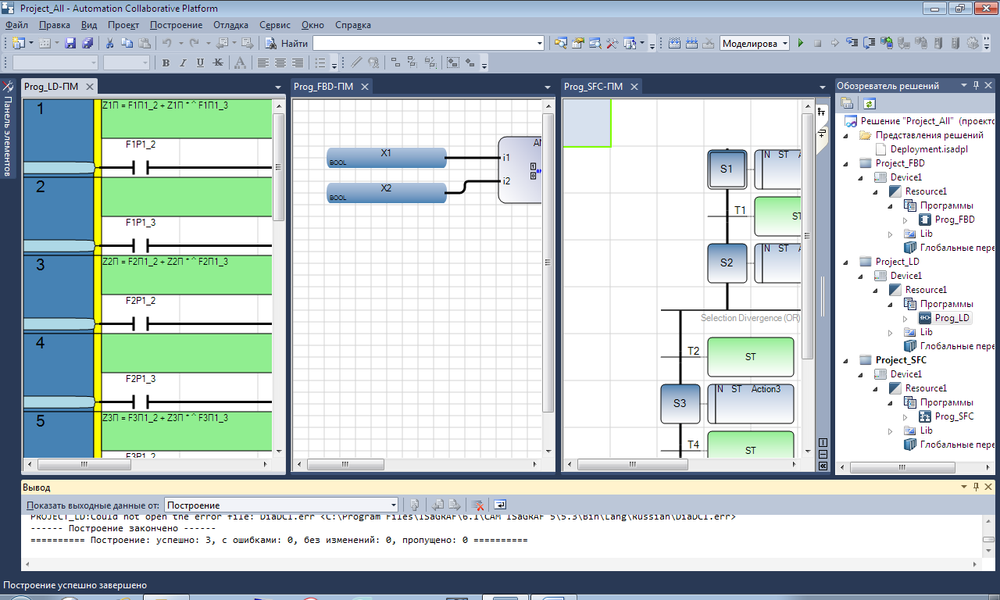 Project_All - Automation Collaborative Platform
Файл Правка Вид Проект Построение Отладка Сервис Окно Справка
Найти Моделирова
Панель элементов
Prog_LD-ПМ
1
Z1П = F1П1_2 + Z1П * ^ F1П1_3
F1P1_2
2
F1P1_3
3
Z2П = F2П1_2 + Z2П * ^ F2П1_3
F2P1_2
4
F2P1_3
5
Z3П = F3П1_2 + Z3П * ^ F3П1_3
F3P1_2
Prog_FBD-ПМ
X1
BOOL
X2
BOOL
AN
i1
i2
Prog_SFC-ПМ
S1
N ST A
T1
ST
S2
N ST A
Selection Divergence (OR)
T2
ST
S3
N ST Action3
T4
ST
Обозреватель решений
Решение "Project_All" (проекто
Представления решений
Deployment.isadpl
Project_FBD
Device1
Resource1
Программы
Prog_FBD
Lib
Глобальные пере
Project_LD
Device1
Resource1
Программы
Prog_LD
Lib
Глобальные пере
Project_SFC
Device1
Resource1
Программы
Prog_SFC
Lib
Глобальные пере
Вывод
Показать выходные данные от: Построение
PROJECT_LD:Could not open the error file: DiaDCl.err <C:\Program Files\ISaGRAF\6.1\CAM ISaGRAF 5\5.3\Bin\Lang\Russian\DiaDCl.err>
------ Построение закончено ------
========== Построение: успешно: 3, с ошибками: 0, без изменений: 0, пропущено: 0 ==========
Построение успешно завершено